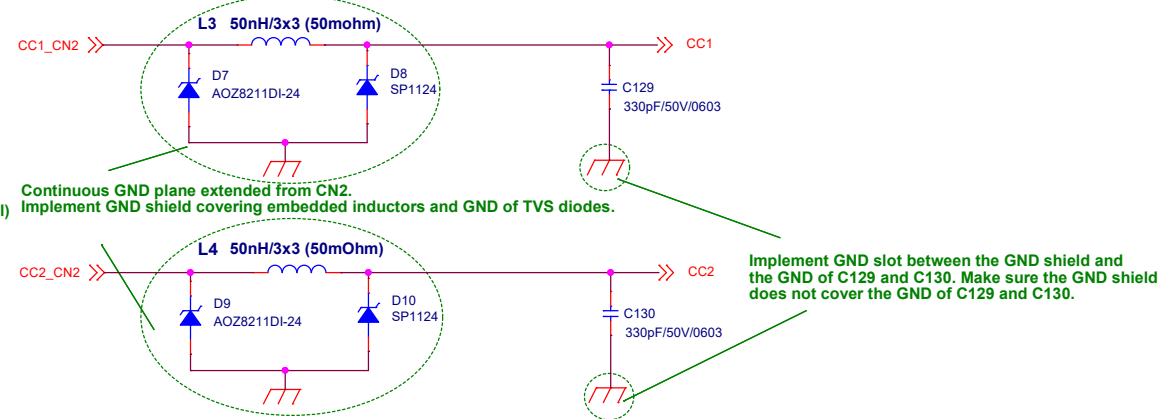 L3 50nH/3x3 (50mohm)
CC1_CN2
CC1
D7
AOZ8211DI-24
D8
SP1124
C129
330pF/50V/0603
Continuous GND plane extended from CN2.
l) Implement GND shield covering embedded inductors and GND of TVS diodes.
L4 50nH/3x3 (50mOhm)
CC2_CN2
CC2
Implement GND slot between the GND shield and
the GND of C129 and C130. Make sure the GND shield
does not cover the GND of C129 and C130.
D9
AOZ8211DI-24
D10
SP1124
C130
330pF/50V/0603